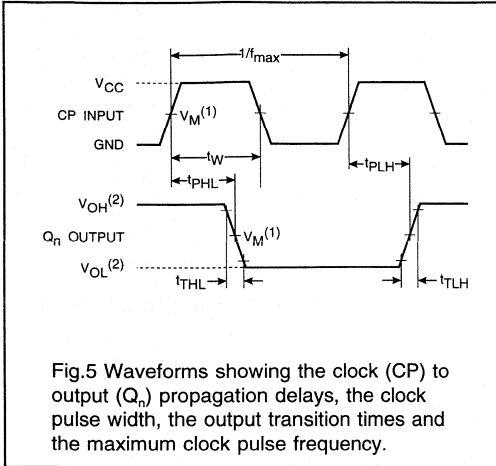 1/fmax
VCC
CP INPUT
VM(1)
GND
tW
tPHL
tPLH
VOH(2)
Qn OUTPUT
VM(1)
VOL(2)
tTHL
tTLH
Fig.5 Waveforms showing the clock (CP) to
output (Qn) propagation delays, the clock
pulse width, the output transition times and
the maximum clock pulse frequency.